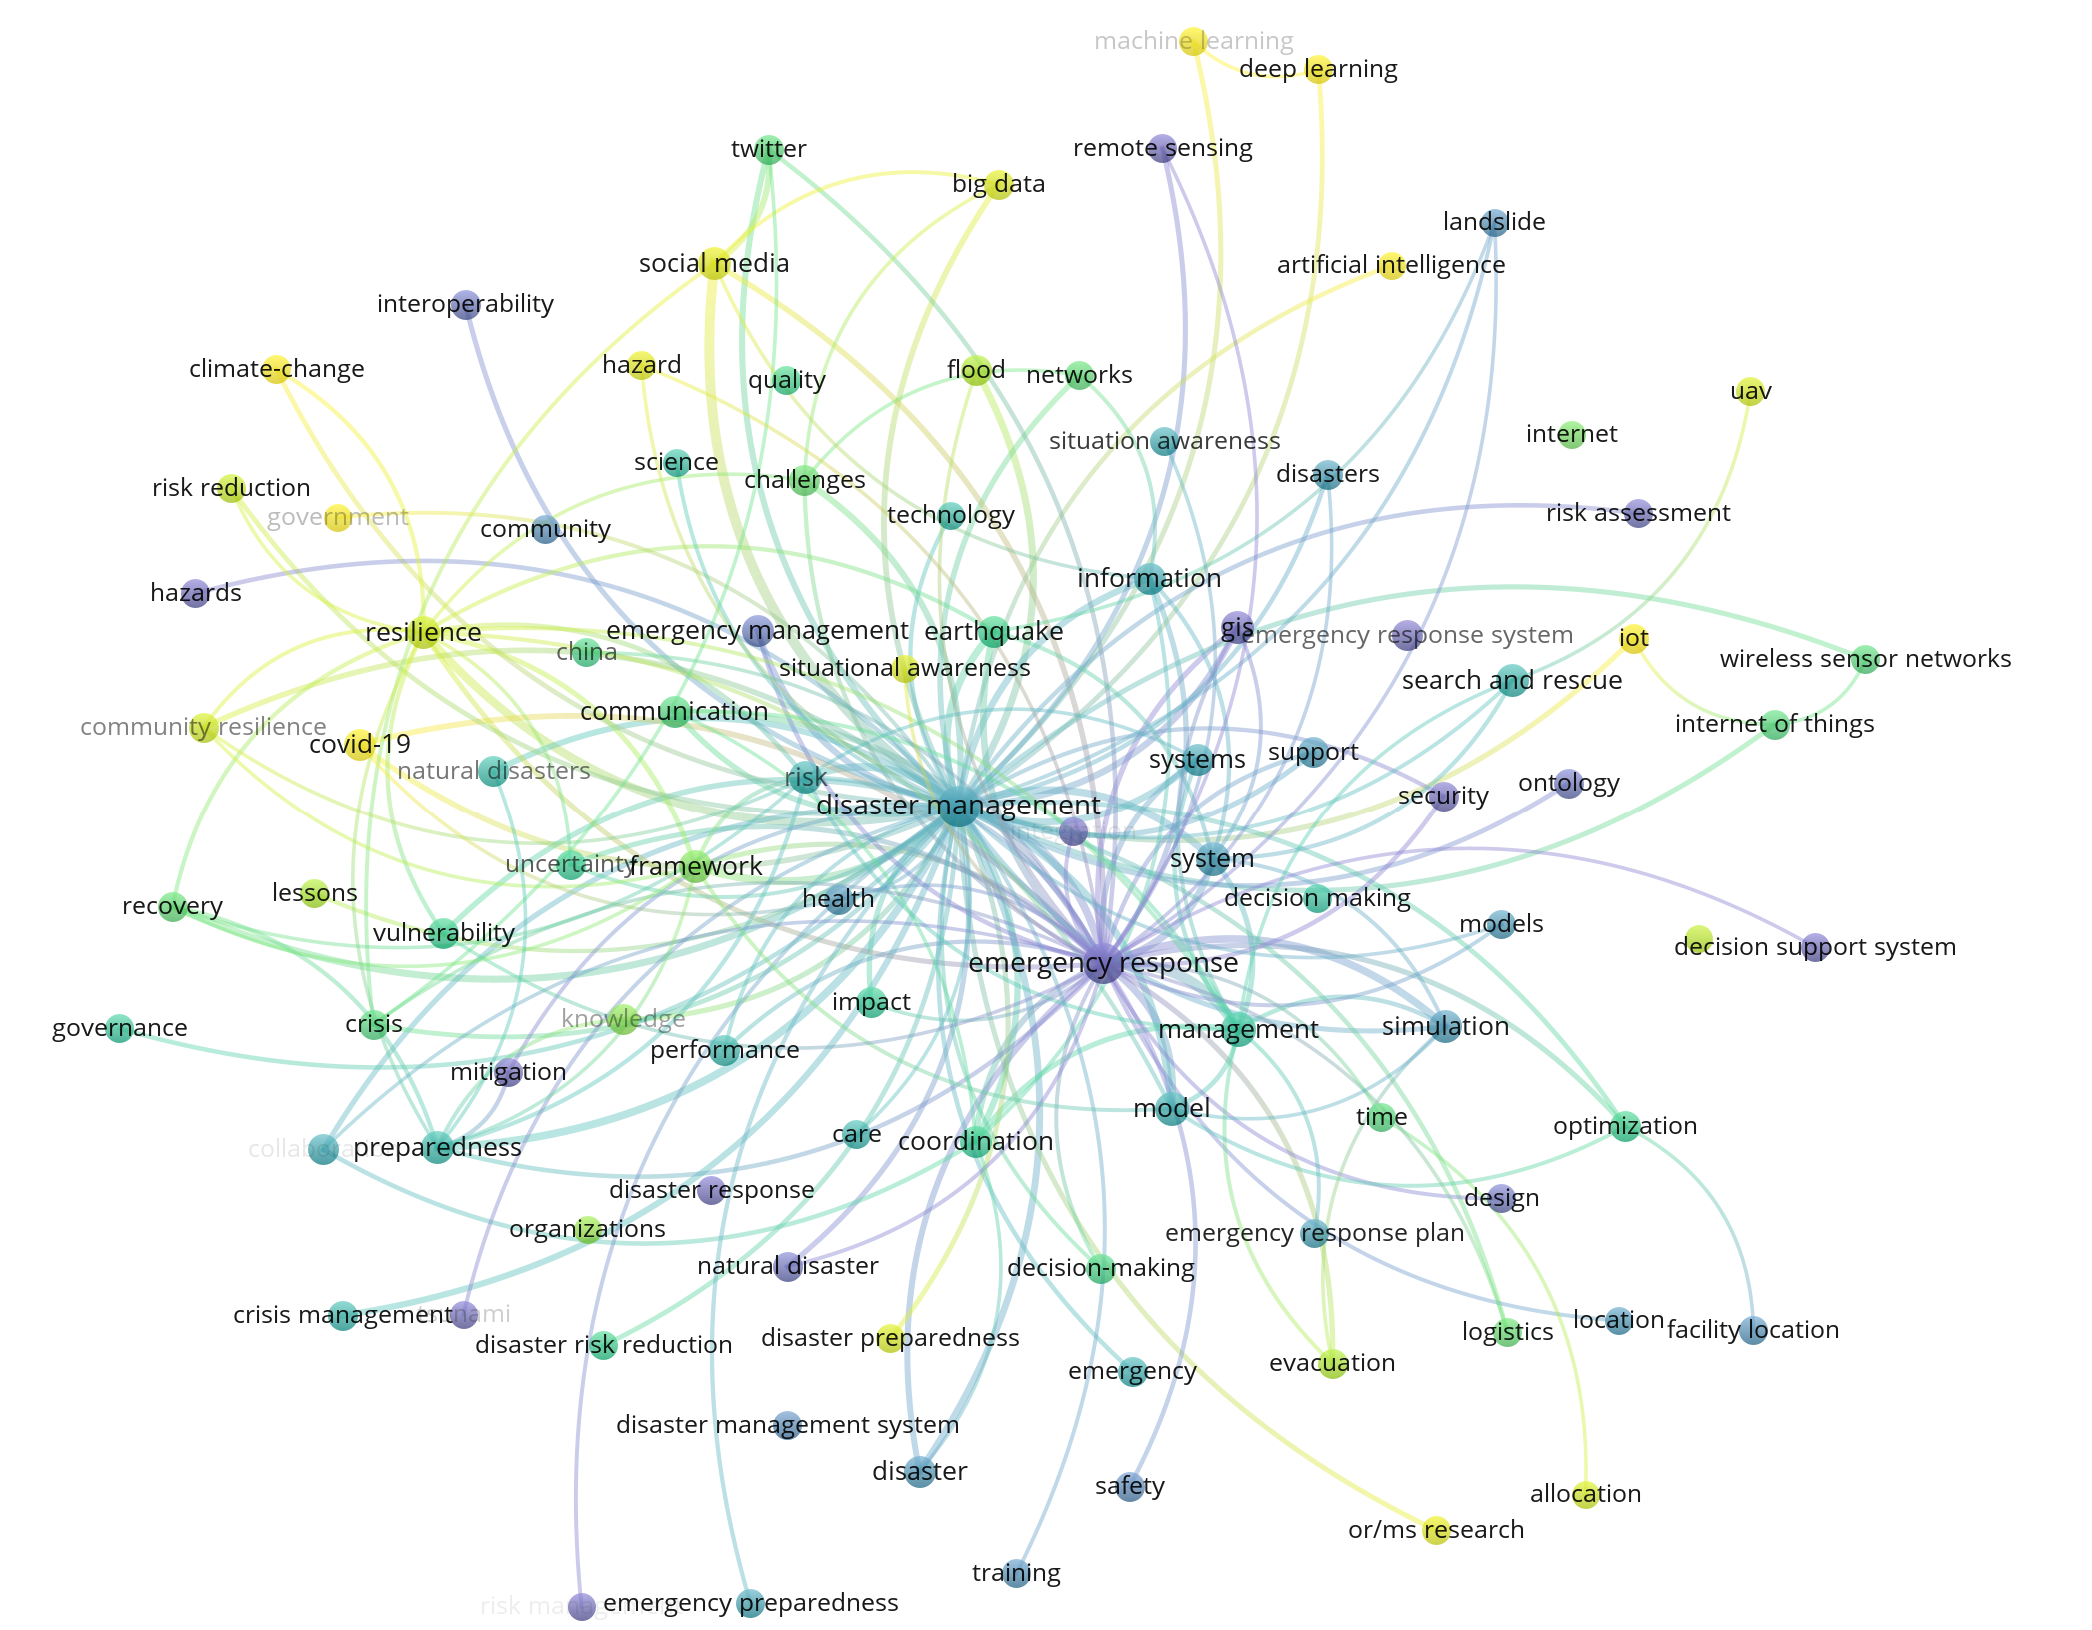 machine learning
deep learning
twitter
remote sensing
big data
landslide
social media
artificial intelligence
interoperability
climate-change
hazard
quality
flood
networks
uav
situation awareness
internet
science
challenges
disasters
risk reduction
government
community
technology
risk assessment
information
hazards
resilience
emergency management
earthquake
gis
emergency response system
iot
china
situational awareness
wireless sensor networks
search and rescue
communication
community resilience
internet of things
covid-19
natural disasters
risk
systems
support
ontology
security
disaster management
uncertainty
framework
system
lessons
health
decision making
recovery
vulnerability
models
decision support system
emergency response
impact
governance
crisis
knowledge
management
simulation
performance
mitigation
model
time
optimization
preparedness
care
coordination
disaster response
design
organizations
emergency response plan
natural disaster
decision-making
crisis management
tsunami
disaster risk reduction
disaster preparedness
location
logistics
facility location
emergency
evacuation
disaster management system
disaster
safety
allocation
or/ms research
training
emergency preparedness